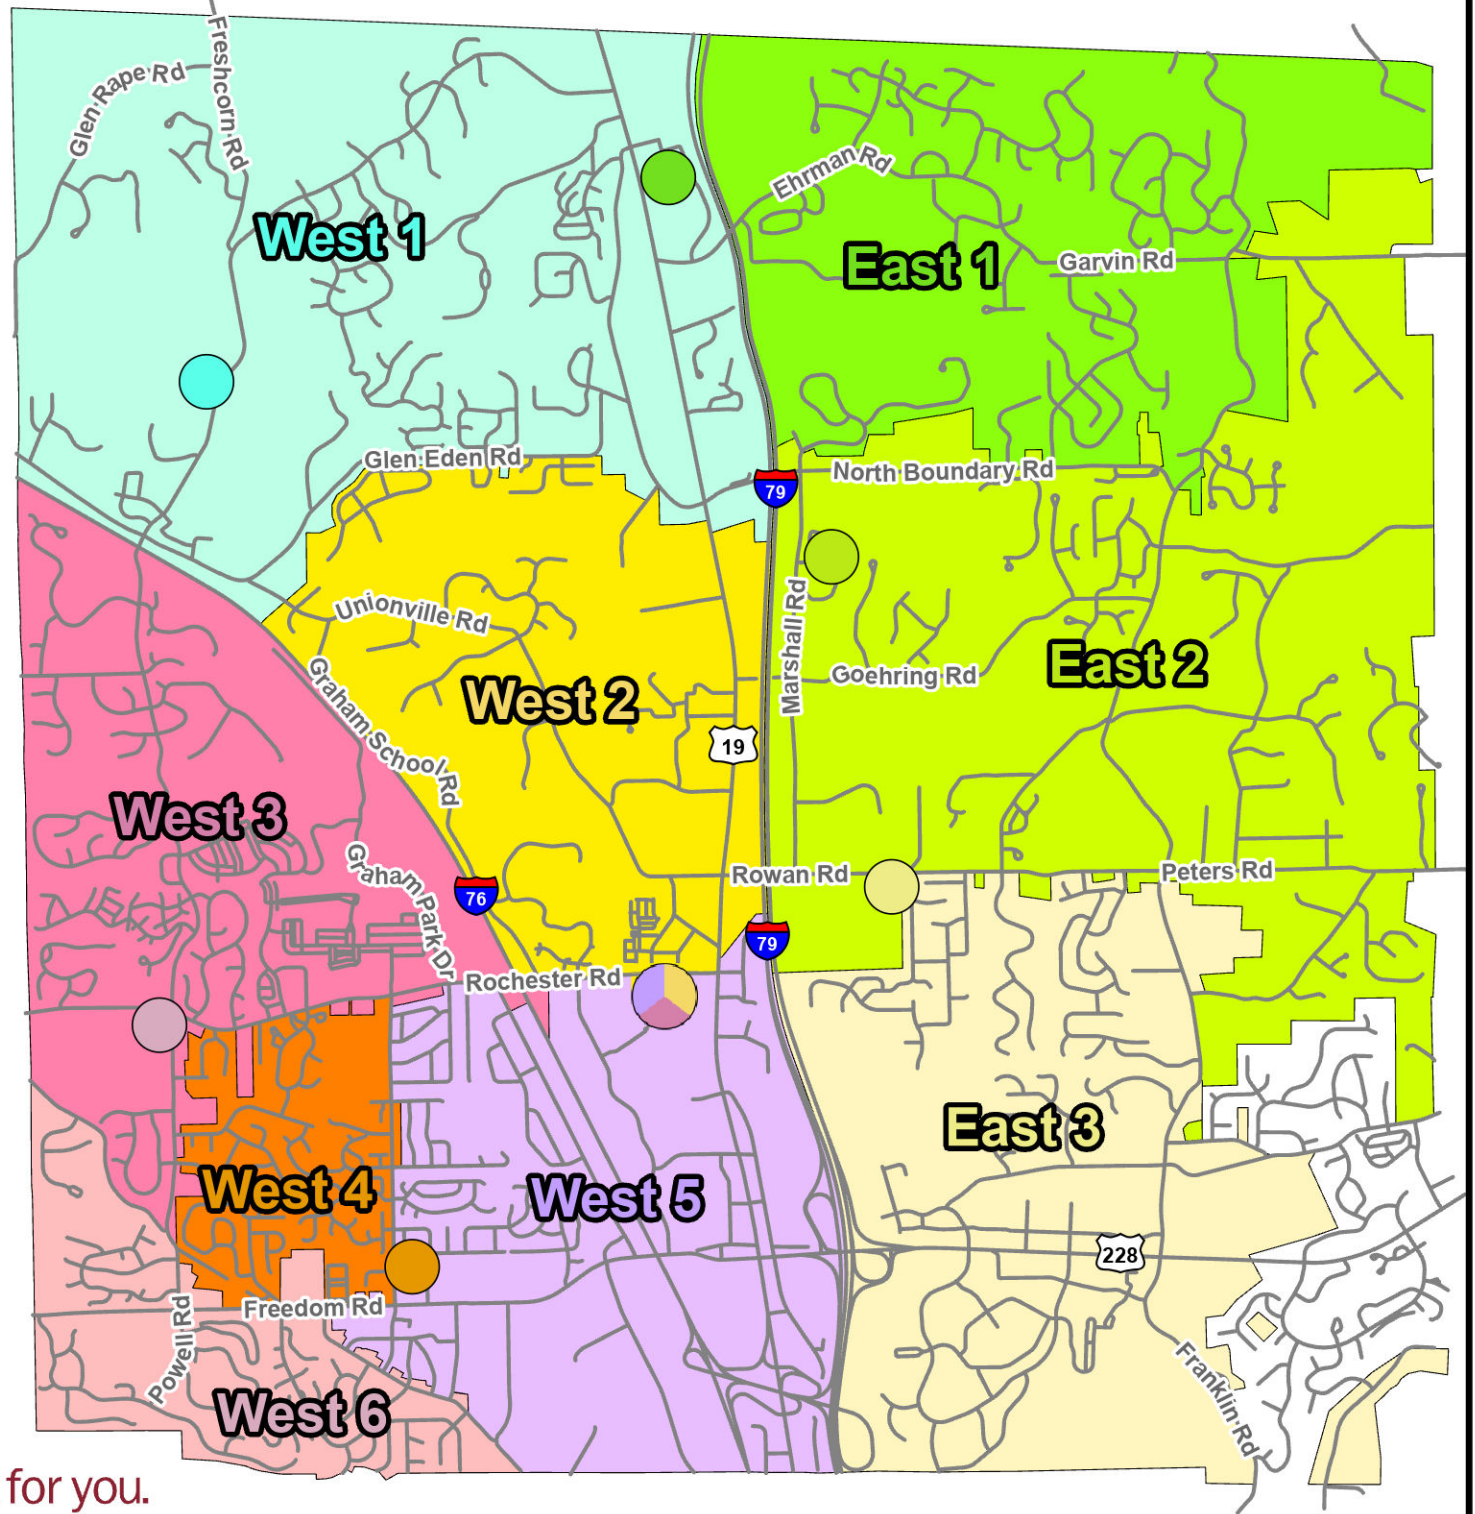 Freshcorn Rd
Glen Rape Rd
Ehrman Rd
West 1
East 1
Garvin Rd
Glen Eden Rd
North Boundary Rd
79
Unionville Rd
Marshall Rd
Goehring Rd
East 2
West 2
Graham School Rd
19
West 3
Graham Park Dr
76
Rowan Rd
Peters Rd
79
Rochester Rd
East 3
West 4
West 5
228
Freedom Rd
Powell Rd
Franklin Rd
West 6
for you.